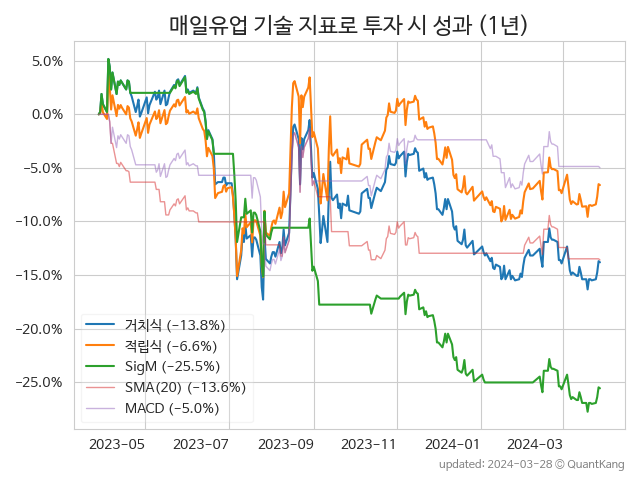 매일유업 기술 지표로 투자 시 성과 (1년)
5.0%
0.0%
−5.0%
−10.0%
−15.0%
−20.0%
−25.0%
거치식 (−13.8%)
적립식 (−6.6%)
SigM (−25.5%)
SMA(20) (−13.6%)
MACD (−5.0%)
2023−05 2023−07 2023−09 2023−11 2024−01 2024−03
updated: 2024−03−28 © QuantKang